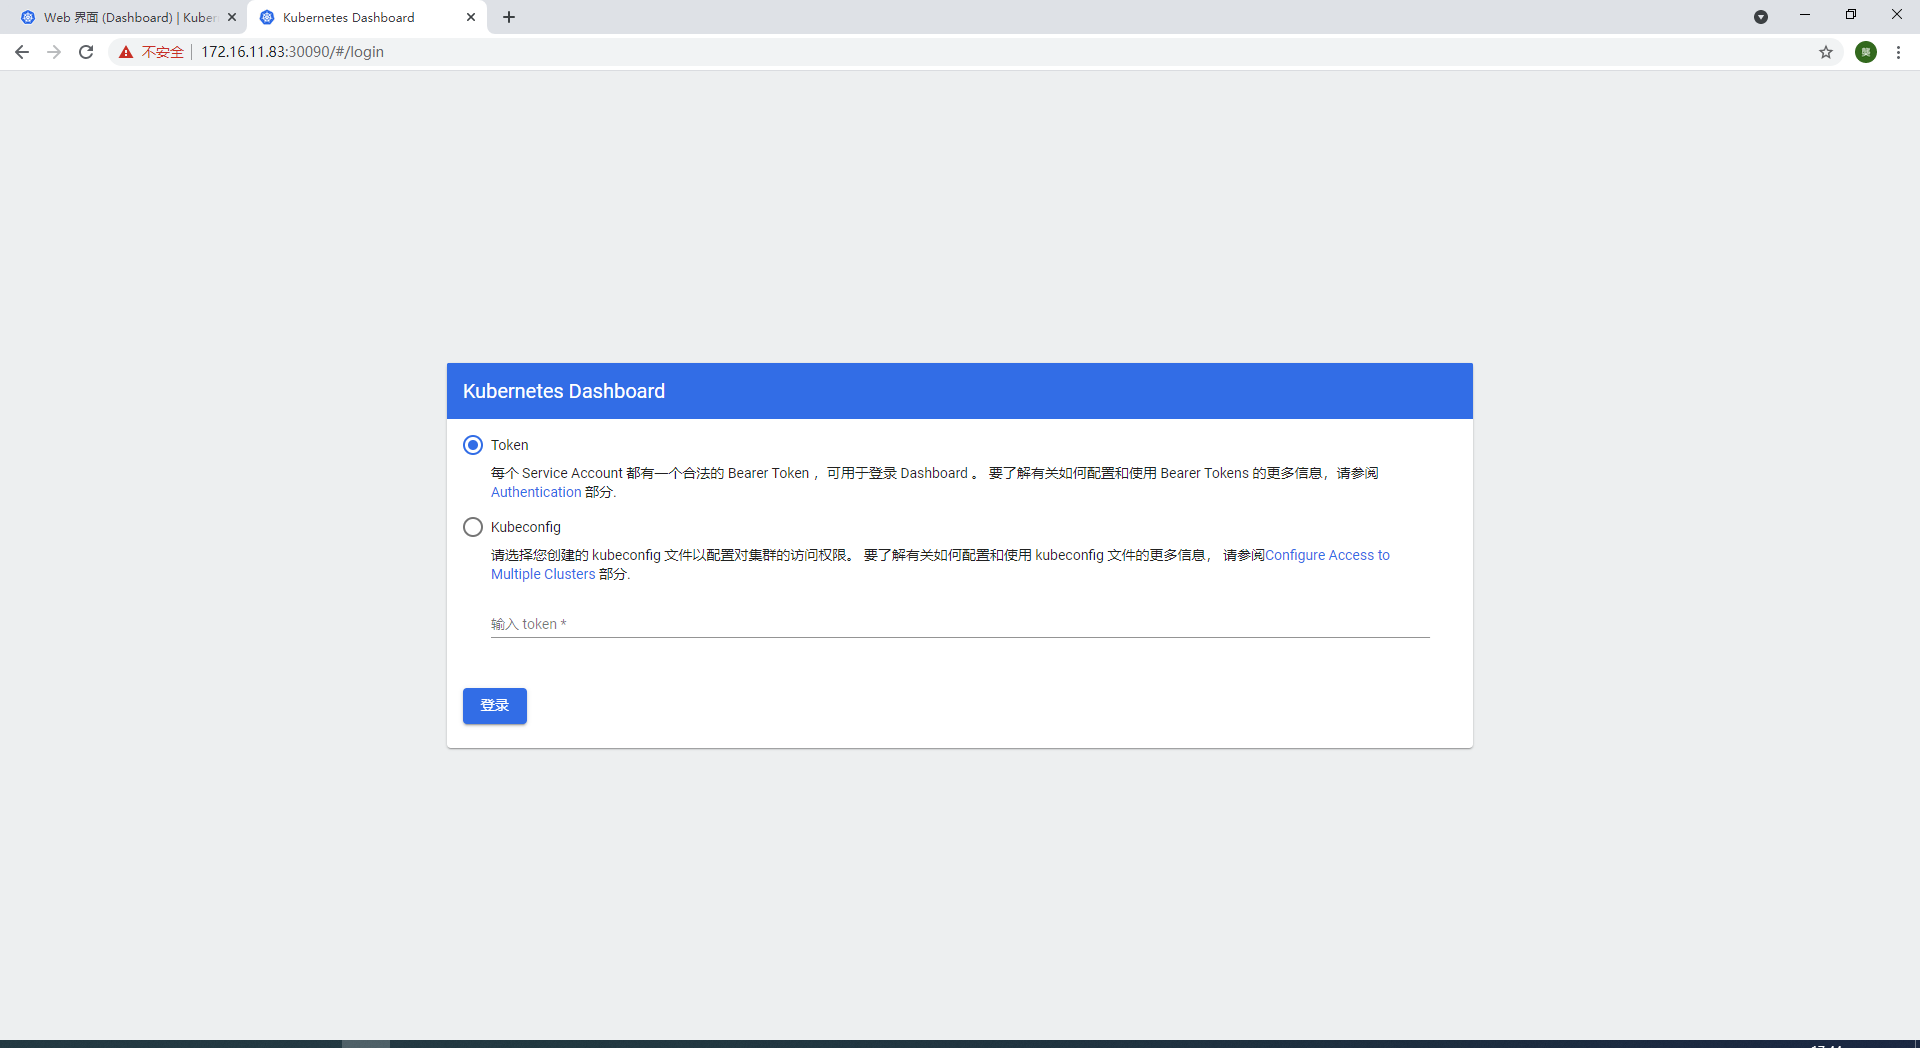 Web 界面 (Dashboard) | Kuber
Kubernetes Dashboard
不安全
172.16.11.83:30090/#/login
Kubernetes Dashboard
Token
每个 Service Account 都有一个合法的 Bearer Token ，可用于登录 Dashboard 。 要了解有关如何配置和使用 Bearer Tokens 的更多信息，请参阅
Authentication 部分.
Kubeconfig
请选择您创建的 kubeconfig 文件以配置对集群的访问权限。 要了解有关如何配置和使用 kubeconfig 文件的更多信息， 请参阅Configure Access to
Multiple Clusters 部分.
输入 token *
登录